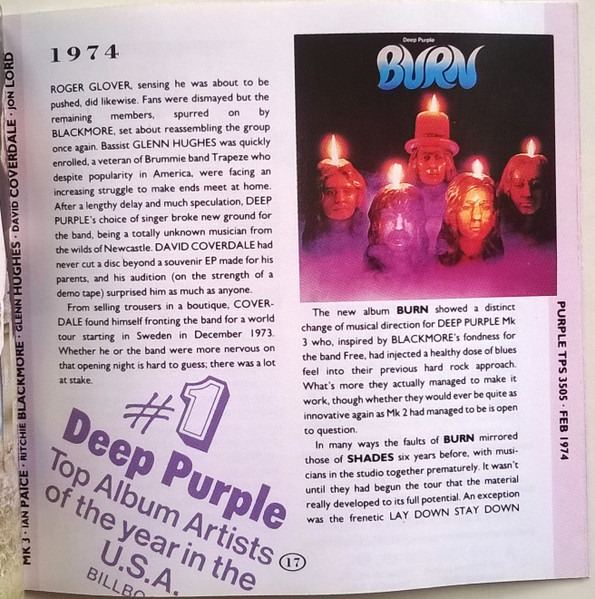 MK 3 · IAN PAICE · RITCHIE BLACKMORE · GLENN HUGHES · DAVID COVERDALE · JON LORD
1974
ROGER GLOVER, sensing he was about to be
pushed, did likewise. Fans were dismayed but the
remaining members, spurred on by
BLACKMORE, set about reassembling the group
once again. Bassist GLENN HUGHES was quickly
enrolled, a veteran of Brummie band Trapeze who
despite popularity in America, were facing an
increasing struggle to make ends meet at home.
After a lengthy delay and much speculation, DEEP
PURPLE's choice of singer broke new ground for
the band, being a totally unknown musician from
the wilds of Newcastle. DAVID COVERDALE had
never cut a disc beyond a souvenir EP made for his
parents, and his audition (on the strength of a
demo tape) surprised him as much as anyone.
From selling trousers in a boutique, COVER-
DALE found himself fronting the band for a world
tour starting in Sweden in December 1973.
Whether he or the band were more nervous on
that opening night is hard to guess; there was a lot
at stake.
#1
Deep Purple
Top Album Artists
of the year in the
U.S.A.
BILLBO
Deep Purple
BURN
The new album BURN showed a distinct
change of musical direction for DEEP PURPLE Mk
3 who, inspired by BLACKMORE's fondness for
the band Free, had injected a healthy dose of blues
feel into their previous hard rock approach.
What's more they actually managed to make it
work, though whether they would ever be quite as
innovative again as Mk 2 had managed to be is open
to question.
In many ways the faults of BURN mirrored
those of SHADES six years before, with musi-
cians in the studio together prematurely. It wasn't
until they had begun the tour that the material
really developed to its full potential. An exception
was the frenetic LAY DOWN STAY DOWN
PURPLE TPS 3505 · FEB 1974
17